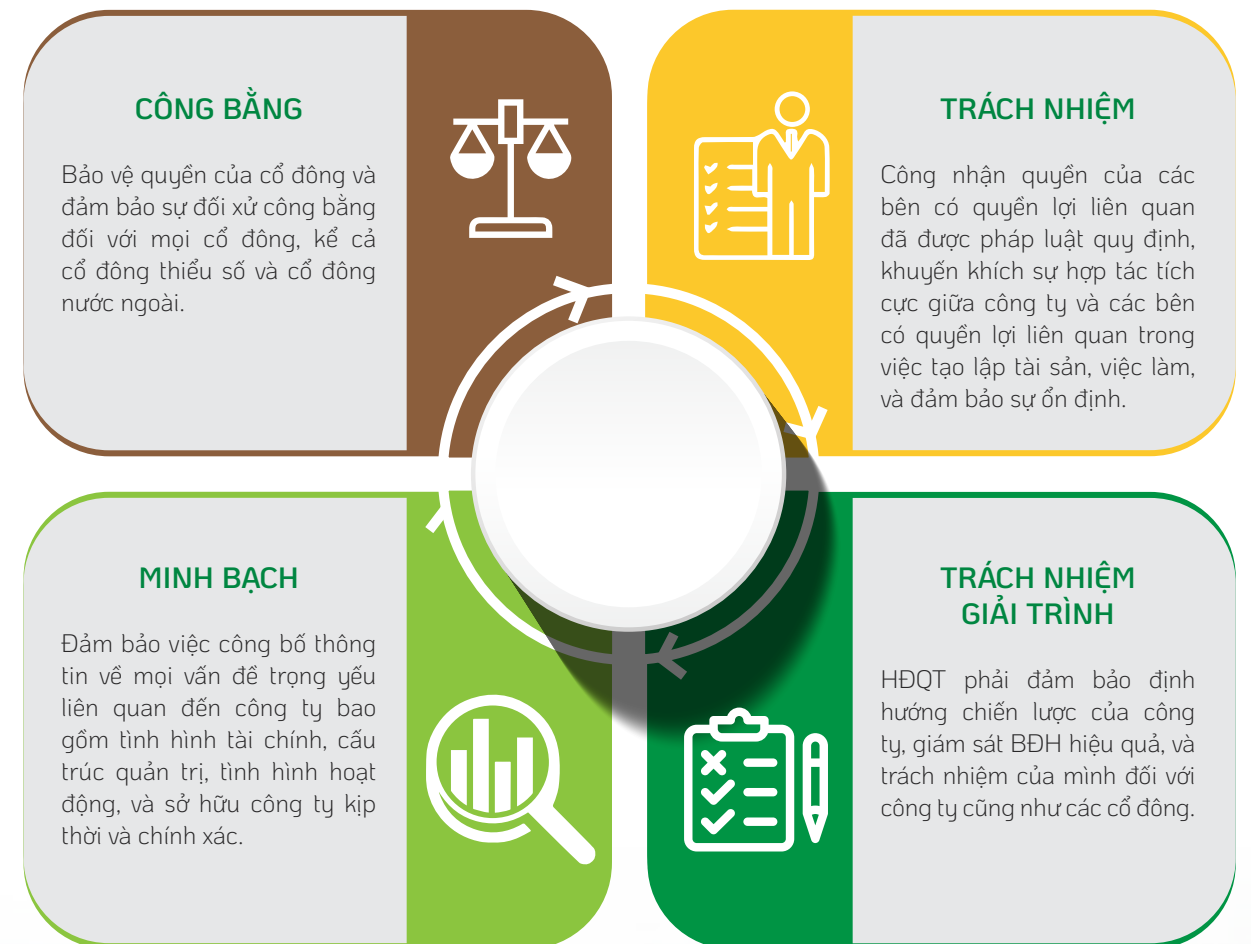 CÔNG BẰNG
Bảo vệ quyền của cổ đông và
đảm bảo sự đối xử công bằng
đối với mọi cổ đông, kể cả
cổ đông thiểu số và cổ đông
nước ngoài.
TRÁCH NHIỆM
Công nhận quyền của các
bên có quyền lợi liên quan
đã được pháp luật quy định,
khuyến khích sự hợp tác tích
cực giữa công ty và các bên
có quyền lợi liên quan trong
việc tạo lập tài sản, việc làm,
và đảm bảo sự ổn định.
MINH BẠCH
Đảm bảo việc công bố thông
tin về mọi vấn đề trọng yếu
liên quan đến công ty bao
gồm tình hình tài chính, cấu
trúc quản trị, tình hình hoạt
động, và sở hữu công ty kịp
thời và chính xác.
TRÁCH NHIỆM
GIẢI TRÌNH
HĐQT phải đảm bảo định
hướng chiến lược của công
ty, giám sát BĐH hiệu quả, và
trách nhiệm của mình đối với
công ty cũng như các cổ đông.